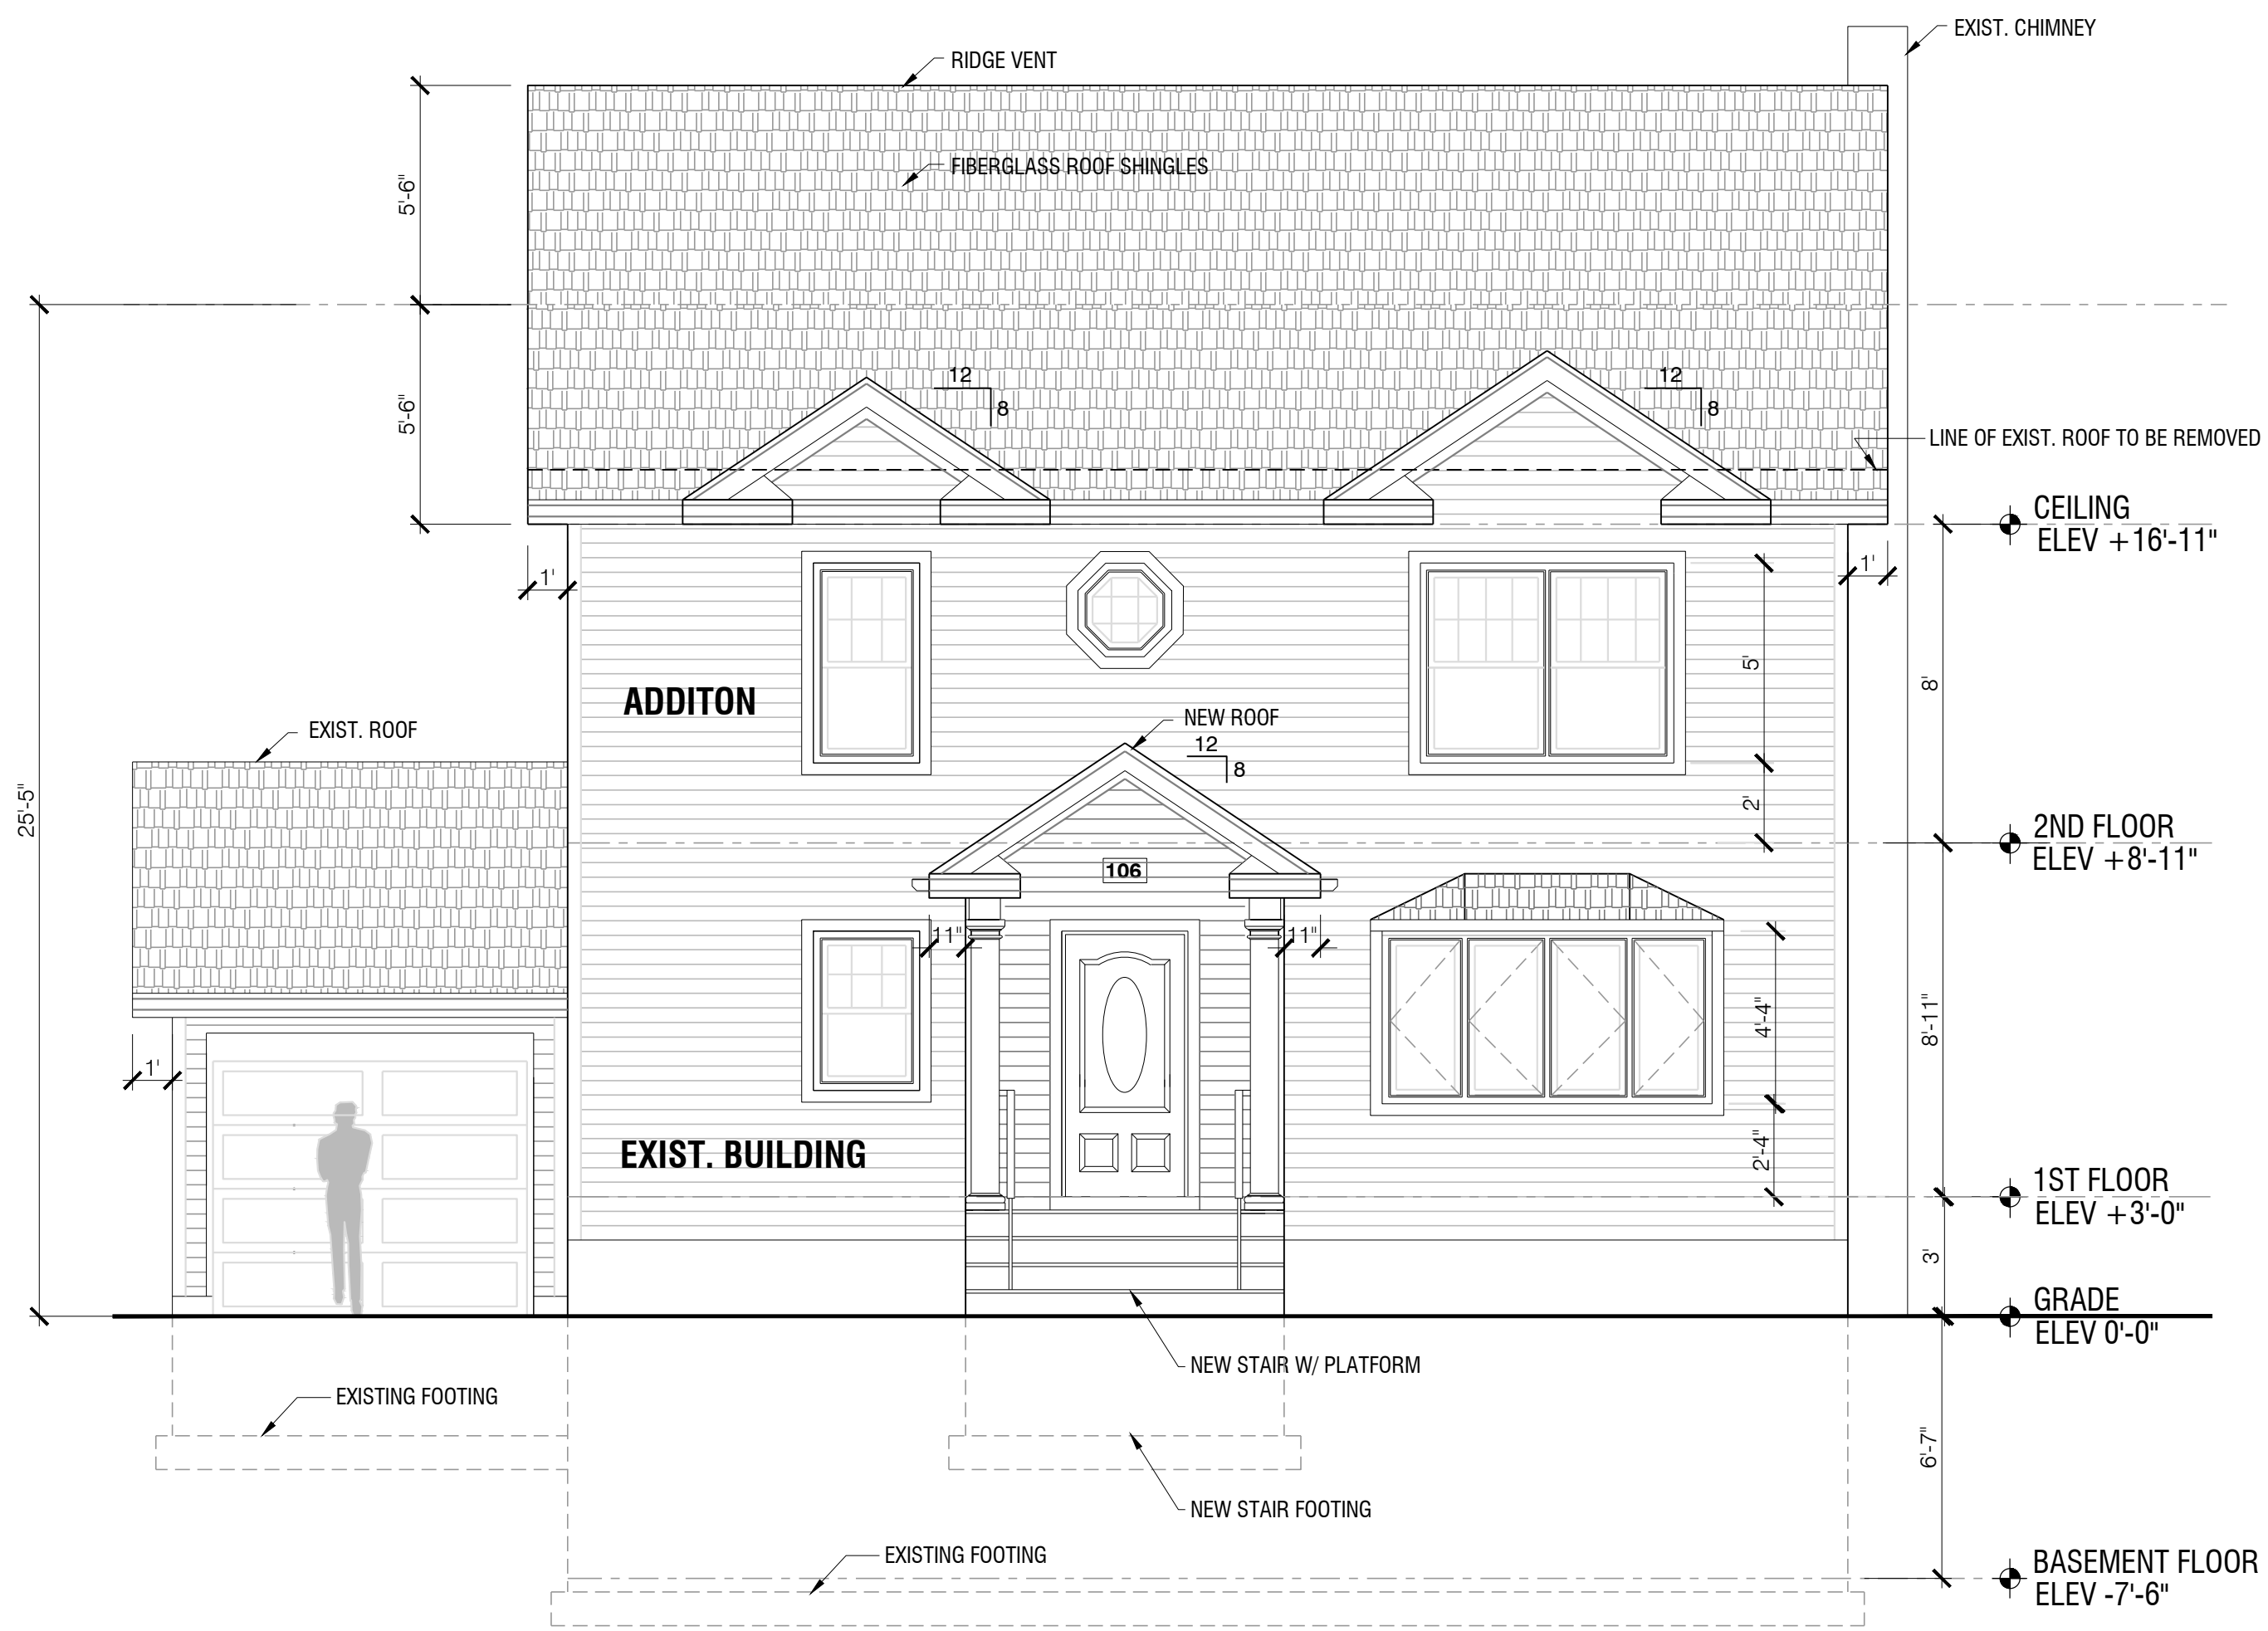 EXIST. CHIMNEY
RIDGE VENT
FIBERGLASS ROOF SHINGLES
5'-6"
5'-6"
12
8
12
8
LINE OF EXIST. ROOF TO BE REMOVED
CEILING
ELEV +16'-11"
1'
1'
5'
8'
ADDITON
NEW ROOF
12
8
EXIST. ROOF
25'-5"
2'
2ND FLOOR
ELEV +8'-11"
106
11"
11"
4'-4"
8'-11"
1'
EXIST. BUILDING
2'-4"
1ST FLOOR
ELEV +3'-0"
3'
GRADE
ELEV 0'-0"
NEW STAIR W/ PLATFORM
EXISTING FOOTING
6'-7"
NEW STAIR FOOTING
EXISTING FOOTING
BASEMENT FLOOR
ELEV -7'-6"